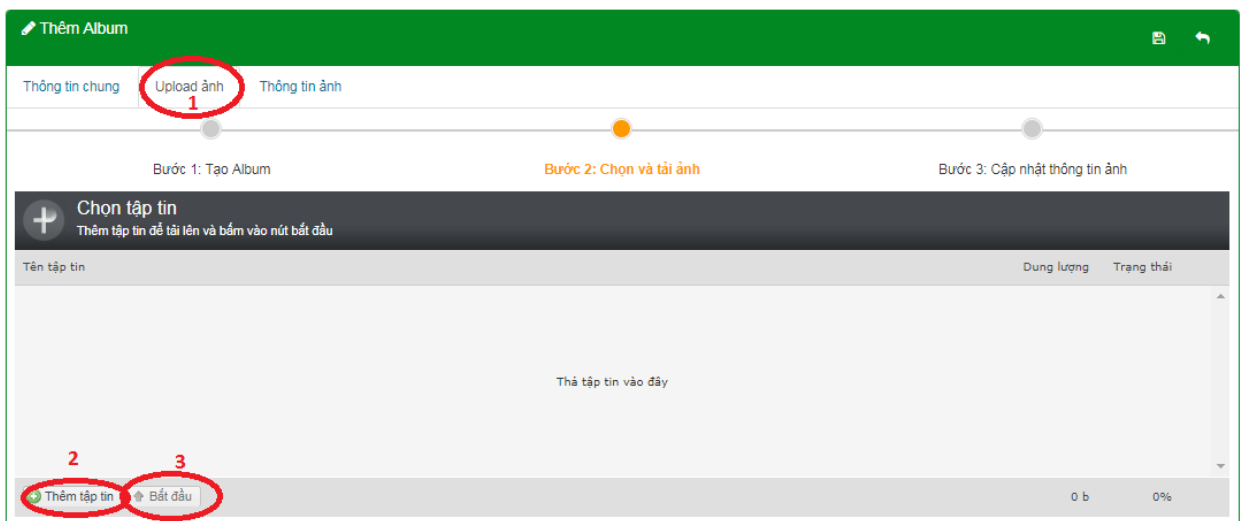 Thêm Album
Thông tin chung Upload ảnh Thông tin ảnh
1
Bước 1: Tạo Album Bước 2: Chọn và tải ảnh Bước 3: Cập nhật thông tin ảnh
Chọn tập tin
Thêm tập tin để tải lên và bấm vào nút bắt đầu
Tên tập tin Dung lượng Trạng thái
Thả tập tin vào đây
2 3
Thêm tập tin Bắt đầu 0 b 0%